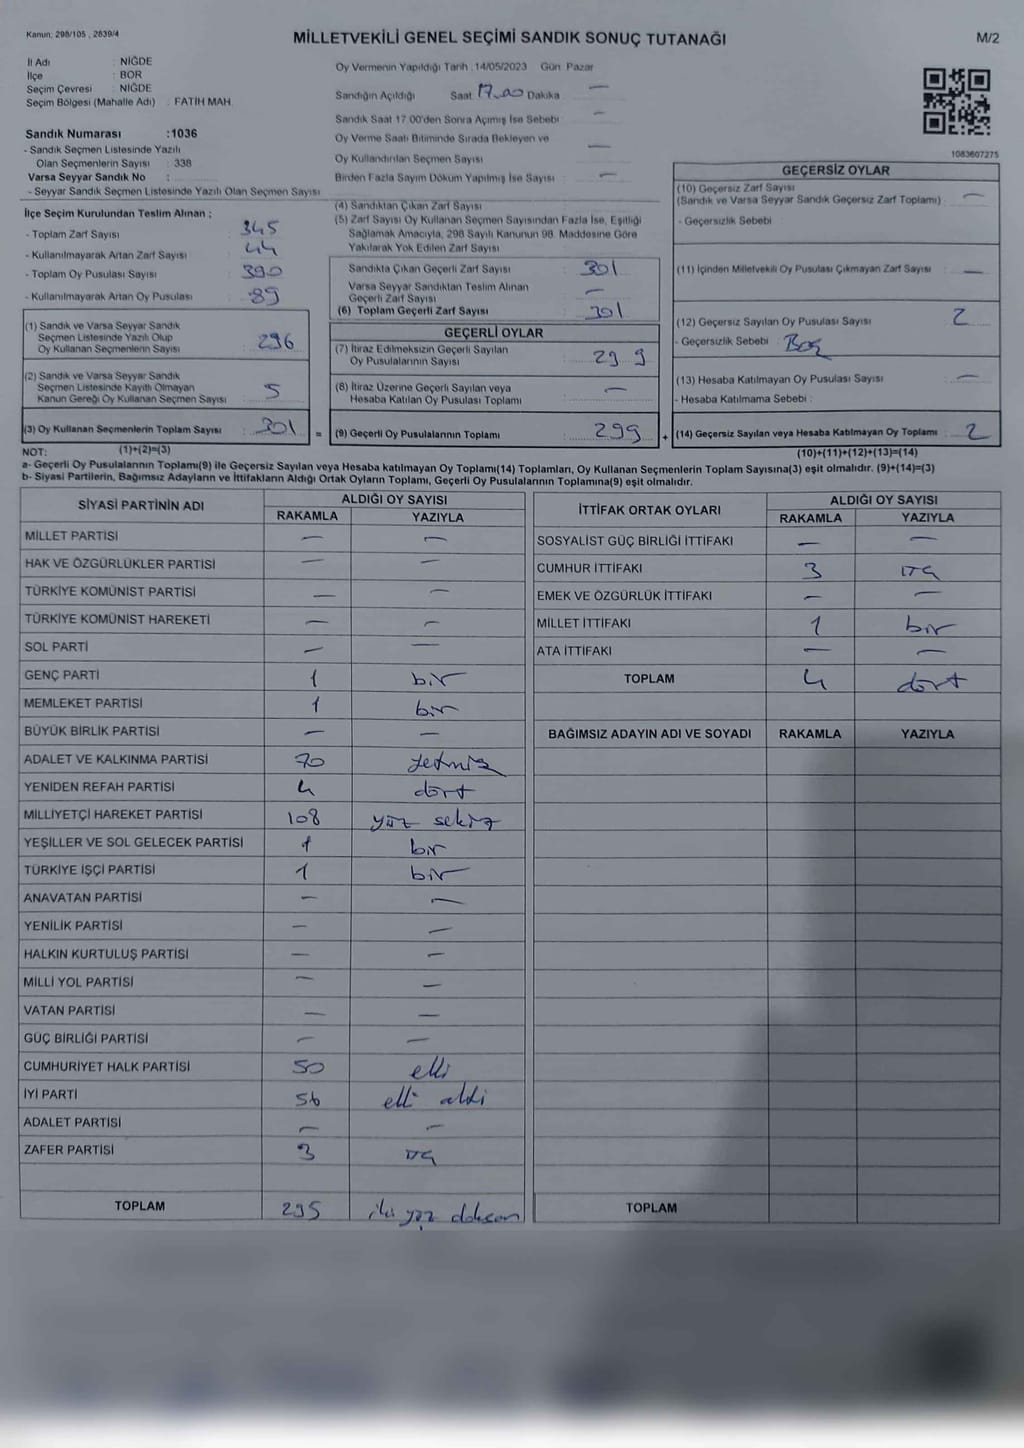 Kanun; 298/105 , 2839/4
MİLLETVEKİLİ GENEL SEÇİMİ SANDIK SONUÇ TUTANAĞI
M/2
İl Adı : NİĞDE
İlçe : BOR
Seçim Çevresi : NİĞDE
Seçim Bölgesi (Mahalle Adı) : FATİH MAH.
Sandık Numarası :1036
- Sandık Seçmen Listesinde Yazılı
Olan Seçmenlerin Sayısı : 338
Varsa Seyyar Sandık No :
- Seyyar Sandık Seçmen Listesinde Yazılı Olan Seçmen Sayısı
Oy Vermenin Yapıldığı Tarih :14/05/2023 Gün Pazar
Sandığın Açıldığı Saat 17.00 Dakika —
Sandık Saat 17.00'den Sonra Açımış İse Sebebi —
Oy Verme Saati Bitiminde Sırada Bekleyen ve
Oy Kullandırılan Seçmen Sayısı —
Birden Fazla Sayım Döküm Yapılmış İse Sayısı : —
1083607275
İlçe Seçim Kurulundan Teslim Alınan ;
- Toplam Zarf Sayısı : 345
- Kullanılmayarak Artan Zarf Sayısı : 44
- Toplam Oy Pusulası Sayısı : 390
- Kullanılmayarak Artan Oy Pusulası : 89
(1) Sandık ve Varsa Seyyar Sandık
Seçmen Listesinde Yazılı Olup
Oy Kullanan Seçmenlerin Sayısı : 296
(2) Sandık ve Varsa Seyyar Sandık
Seçmen Listesinde Kayıtlı Olmayan
Kanun Gereği Oy Kullanan Seçmen Sayısı : 5
(3) Oy Kullanan Seçmenlerin Toplam Sayısı : 301 =
(1)+(2)=(3)
(4) Sandıktan Çıkan Zarf Sayısı
(5) Zarf Sayısı Oy Kullanan Seçmen Sayısından Fazla İse, Eşitliği
Sağlamak Amacıyla, 298 Sayılı Kanunun 98. Maddesine Göre
Yakılarak Yok Edilen Zarf Sayısı
Sandıkta Çıkan Geçerli Zarf Sayısı : 301
Varsa Seyyar Sandıktan Teslim Alınan
Geçerli Zarf Sayısı : —
(6) Toplam Geçerli Zarf Sayısı : 301
GEÇERLİ OYLAR
(7) İtiraz Edilmeksizin Geçerli Sayılan
Oy Pusulalarının Sayısı : 299
(8) İtiraz Üzerine Geçerli Sayılan veya
Hesaba Katılan Oy Pusulası Toplamı : —
(9) Geçerli Oy Pusulalarının Toplamı : 299 +
GEÇERSİZ OYLAR
(10) Geçersiz Zarf Sayısı
(Sandık ve Varsa Seyyar Sandık Geçersiz Zarf Toplamı) : —
- Geçersizlik Sebebi :
(11) İçinden Milletvekili Oy Pusulası Çıkmayan Zarf Sayısı : —
(12) Geçersiz Sayılan Oy Pusulası Sayısı : 2
- Geçersizlik Sebebi : Boş
(13) Hesaba Katılmayan Oy Pusulası Sayısı : —
- Hesaba Katılmama Sebebi :
(14) Geçersiz Sayılan veya Hesaba Katılmayan Oy Toplamı : 2
(10)+(11)+(12)+(13)=(14)
NOT:
a- Geçerli Oy Pusulalarının Toplamı(9) ile Geçersiz Sayılan veya Hesaba katılmayan Oy Toplamı(14) Toplamları, Oy Kullanan Seçmenlerin Toplam Sayısına(3) eşit olmalıdır. (9)+(14)=(3)
b- Siyasi Partilerin, Bağımsız Adayların ve İttifakların Aldığı Ortak Oyların Toplamı, Geçerli Oy Pusulalarının Toplamına(9) eşit olmalıdır.
SİYASİ PARTİNİN ADI ALDIĞI OY SAYISI
RAKAMLA YAZIYLA
MİLLET PARTİSİ — —
HAK VE ÖZGÜRLÜKLER PARTİSİ — —
TÜRKİYE KOMÜNİST PARTİSİ — —
TÜRKİYE KOMÜNİST HAREKETİ — —
SOL PARTİ — —
GENÇ PARTİ 1 bir
MEMLEKET PARTİSİ 1 bir
BÜYÜK BİRLİK PARTİSİ — —
ADALET VE KALKINMA PARTİSİ 70 yetmiş
YENİDEN REFAH PARTİSİ 4 dört
MİLLİYETÇİ HAREKET PARTİSİ 108 yüz sekiz
YEŞİLLER VE SOL GELECEK PARTİSİ 1 bir
TÜRKİYE İŞÇİ PARTİSİ 1 bir
ANAVATAN PARTİSİ — —
YENİLİK PARTİSİ — —
HALKIN KURTULUŞ PARTİSİ — —
MİLLİ YOL PARTİSİ — —
VATAN PARTİSİ — —
GÜÇ BİRLİĞİ PARTİSİ — —
CUMHURİYET HALK PARTİSİ 50 elli
İYİ PARTİ 56 elli altı
ADALET PARTİSİ — —
ZAFER PARTİSİ 3 üç
TOPLAM 295 iki yüz doksan
İTTİFAK ORTAK OYLARI ALDIĞI OY SAYISI
RAKAMLA YAZIYLA
SOSYALİST GÜÇ BİRLİĞİ İTTİFAKI — —
CUMHUR İTTİFAKI 3 üç
EMEK VE ÖZGÜRLÜK İTTİFAKI — —
MİLLET İTTİFAKI 1 bir
ATA İTTİFAKI — —
TOPLAM 4 dört
BAĞIMSIZ ADAYIN ADI VE SOYADI RAKAMLA YAZIYLA
TOPLAM